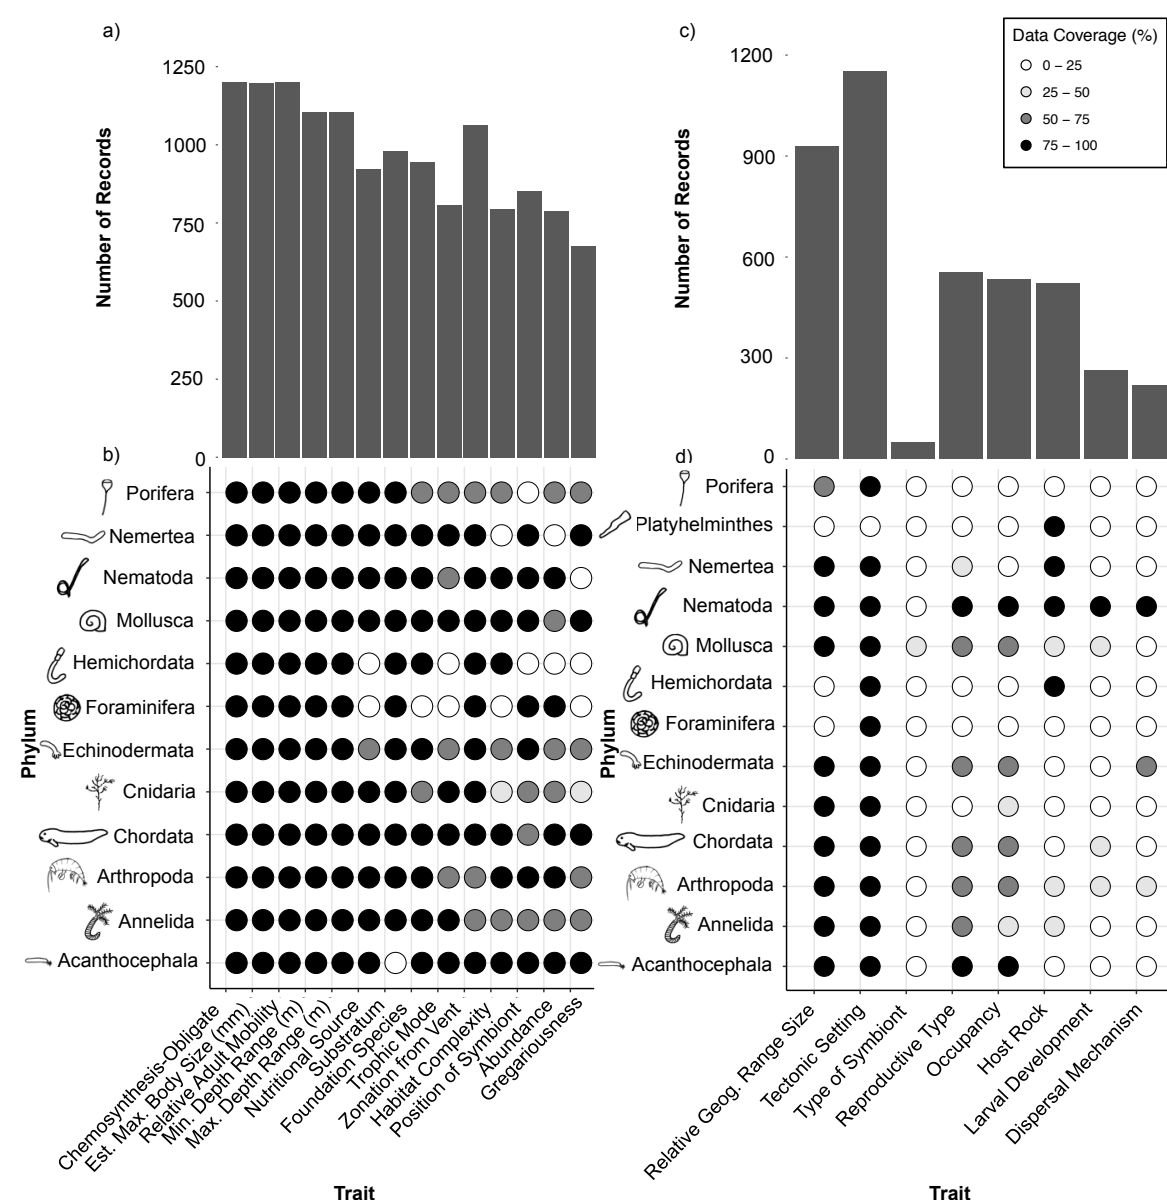 a)
1250
1000
750
500
250
0
Number of Records
b)
Porifera
Nemertea
Nematoda
Mollusca
Hemichordata
Foraminifera
Echinodermata
Cnidaria
Chordata
Arthropoda
Annelida
Acanthocephala
Phylum
Chemosynthesis-Obligate
Est. Max. Body Size (mm)
Relative Adult Mobility
Min. Depth Range (m)
Max. Depth Range (m)
Nutritional Source
Substratum
Foundation Species
Trophic Mode
Zonation from Vent
Habitat Complexity
Position of Symbiont
Abundance
Gregariousness
Trait
c)
1200
900
600
300
0
Number of Records
Data Coverage (%)
0 – 25
25 – 50
50 – 75
75 – 100
d)
Porifera
Platyhelminthes
Nemertea
Nematoda
Mollusca
Hemichordata
Foraminifera
Echinodermata
Cnidaria
Chordata
Arthropoda
Annelida
Acanthocephala
Phylum
Relative Geog. Range Size
Tectonic Setting
Type of Symbiont
Reproductive Type
Occupancy
Host Rock
Larval Development
Dispersal Mechanism
Trait